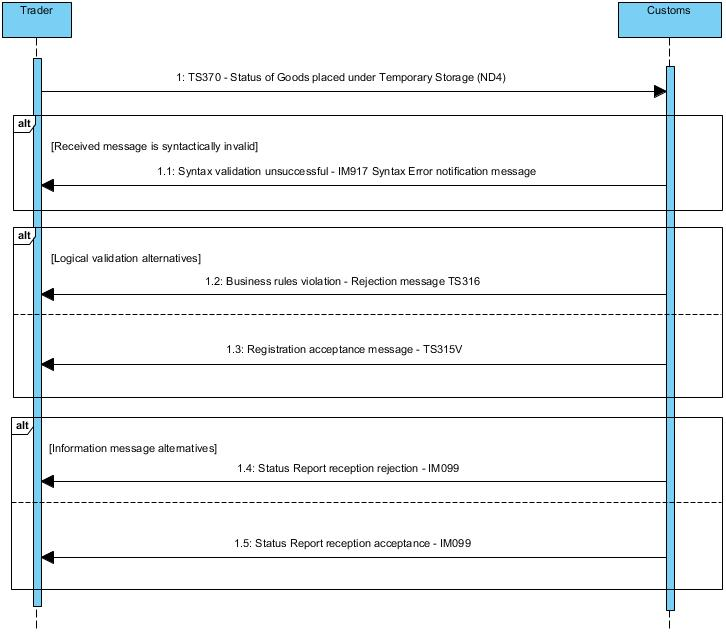 Trader
Customs
1: TS370 - Status of Goods placed under Temporary Storage (ND4)
alt
[Received message is syntactically invalid]
1.1: Syntax validation unsuccessful - IM917 Syntax Error notification message
alt
[Logical validation alternatives]
1.2: Business rules violation - Rejection message TS316
1.3: Registration acceptance message - TS315V
alt
[Information message alternatives]
1.4: Status Report reception rejection - IM099
1.5: Status Report reception acceptance - IM099